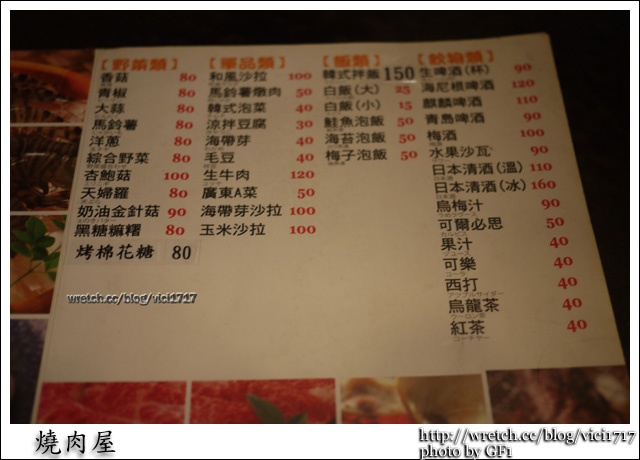 【野菜類】
香菇 80
青椒 80
大蒜 80
馬鈴薯 80
洋蔥 80
綜合野菜 80
杏鮑菇 100
天婦羅 80
奶油金針菇 90
黑糖麻糬 80
烤棉花糖 80
【單品類】
和風沙拉 100
馬鈴薯燉肉 50
韓式泡菜 40
涼拌豆腐 30
海帶芽 40
毛豆 40
生牛肉 120
廣東A菜 50
海帶芽沙拉 100
玉米沙拉 100
【飯類】
韓式拌飯 150
白飯(大) 25
白飯(小) 15
鮭魚泡飯 50
海苔泡飯 50
梅子泡飯 50
【飲料類】
生啤酒(杯) 90
海尼根啤酒 120
麒麟啤酒 110
青島啤酒 90
梅酒 100
水果沙瓦 90
日本清酒(溫) 110
日本清酒(冰) 160
烏梅汁 90
可爾必思 50
果汁 40
可樂 40
西打 40
烏龍茶 40
紅茶 40
wretch.cc/blog/vici1717
燒肉屋
http://wretch.cc/blog/vici1717
photo by GF1